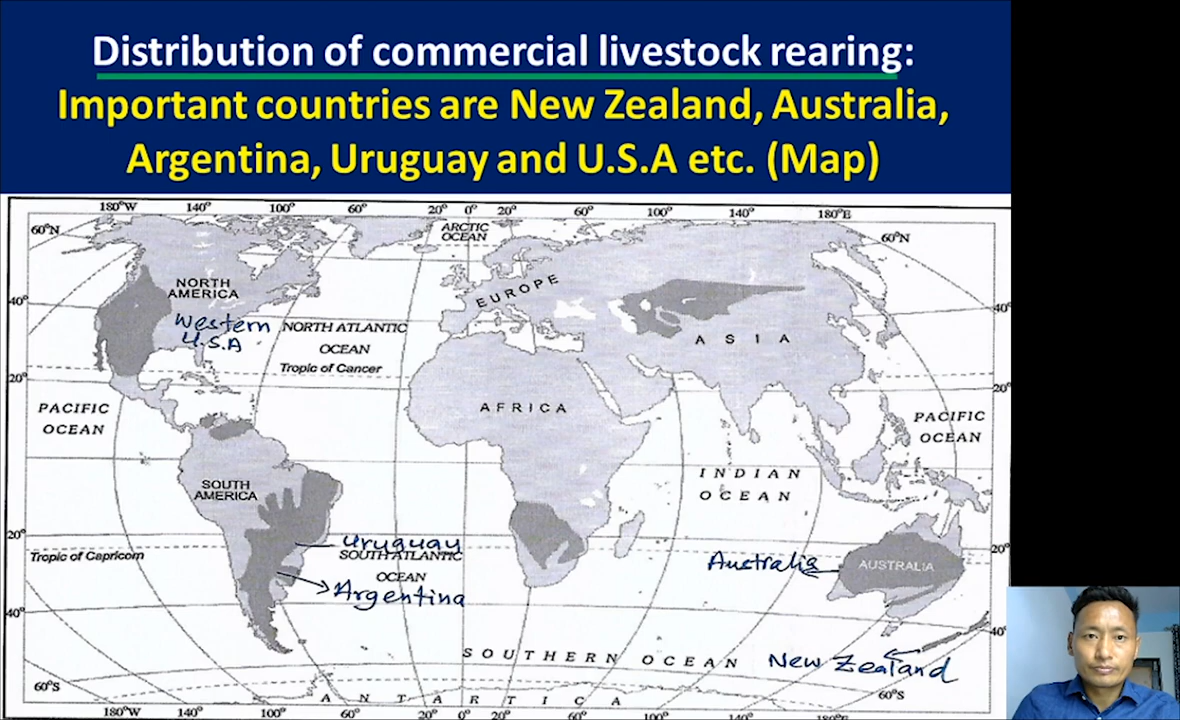 Distribution of commercial livestock rearing:
Important countries are New Zealand, Australia,
Argentina, Uruguay and U.S.A etc. (Map)
180°W 140° 100° 60° 20° 0° 20° 60° 100° 140° 180°E
60°N ARCTIC OCEAN 60°N
NORTH
AMERICA
EUROPE
40° 40°
Western
U.S.A
NORTH ATLANTIC
OCEAN
ASIA
Tropic of Cancer
20° 20°
PACIFIC
OCEAN
AFRICA
PACIFIC
OCEAN
INDIAN
OCEAN
SOUTH
AMERICA
20° 20°
Uruguay
Tropic of Capricorn
SOUTH ATLANTIC
OCEAN
Australia
AUSTRALIA
Argentina
40° 40°
SOUTHERN OCEAN
New Zealand
60°S 60°S
ANTARTICA
180°W 140° 100° 60° 20° 0° 20° 60° 100° 140° 180°E